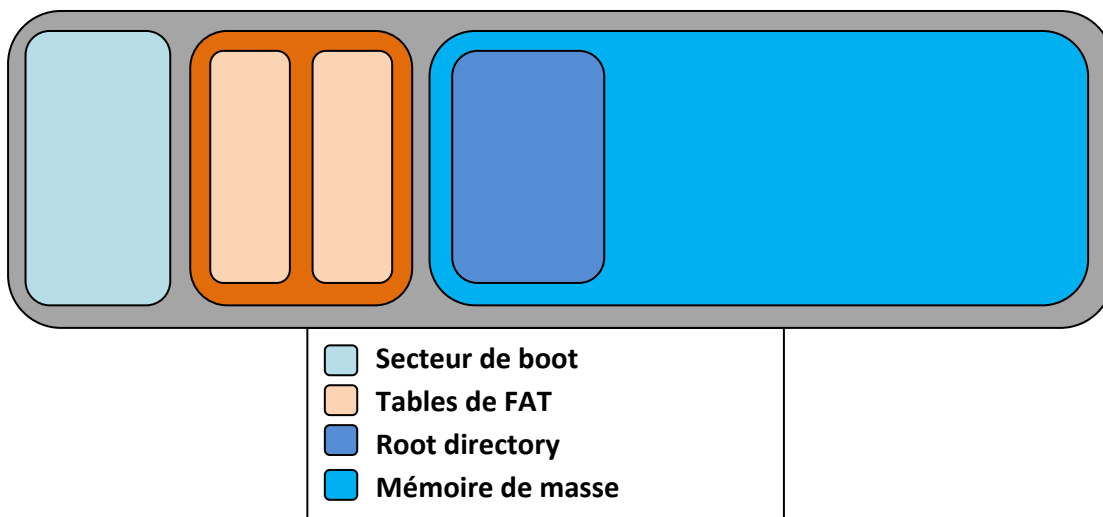 Secteur de boot
Tables de FAT
Root directory
Mémoire de masse